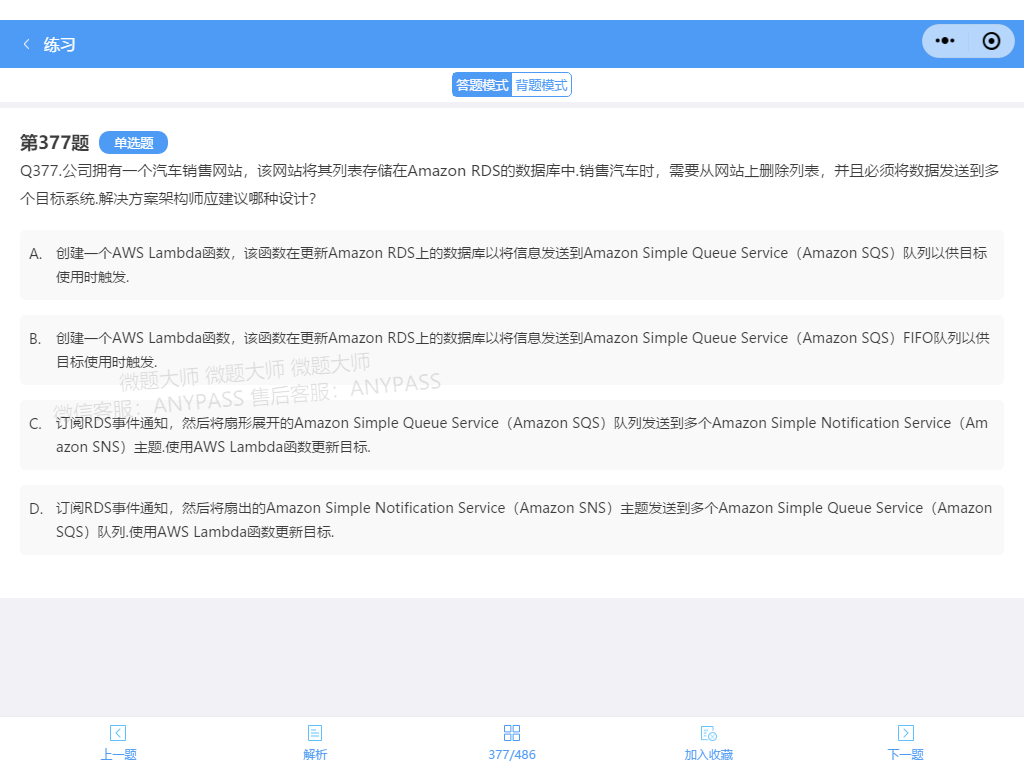 练习
答题模式 背题模式
第377题 单选题
Q377.公司拥有一个汽车销售网站，该网站将其列表存储在Amazon RDS的数据库中.销售汽车时，需要从网站上删除列表，并且必须将数据发送到多
个目标系统.解决方案架构师应建议哪种设计?
A. 创建一个AWS Lambda函数，该函数在更新Amazon RDS上的数据库以将信息发送到Amazon Simple Queue Service（Amazon SQS）队列以供目标
使用时触发.
B. 创建一个AWS Lambda函数，该函数在更新Amazon RDS上的数据库以将信息发送到Amazon Simple Queue Service（Amazon SQS）FIFO队列以供
目标使用时触发.
微题大师 微题大师 微题大师
微信客服：ANYPASS 售后客服：ANYPASS
C. 订阅RDS事件通知，然后将扇形展开的Amazon Simple Queue Service（Amazon SQS）队列发送到多个Amazon Simple Notification Service（Am
azon SNS）主题.使用AWS Lambda函数更新目标.
D. 订阅RDS事件通知，然后将扇出的Amazon Simple Notification Service（Amazon SNS）主题发送到多个Amazon Simple Queue Service（Amazon
SQS）队列.使用AWS Lambda函数更新目标.
上一题 解析 377/486 加入收藏 下一题